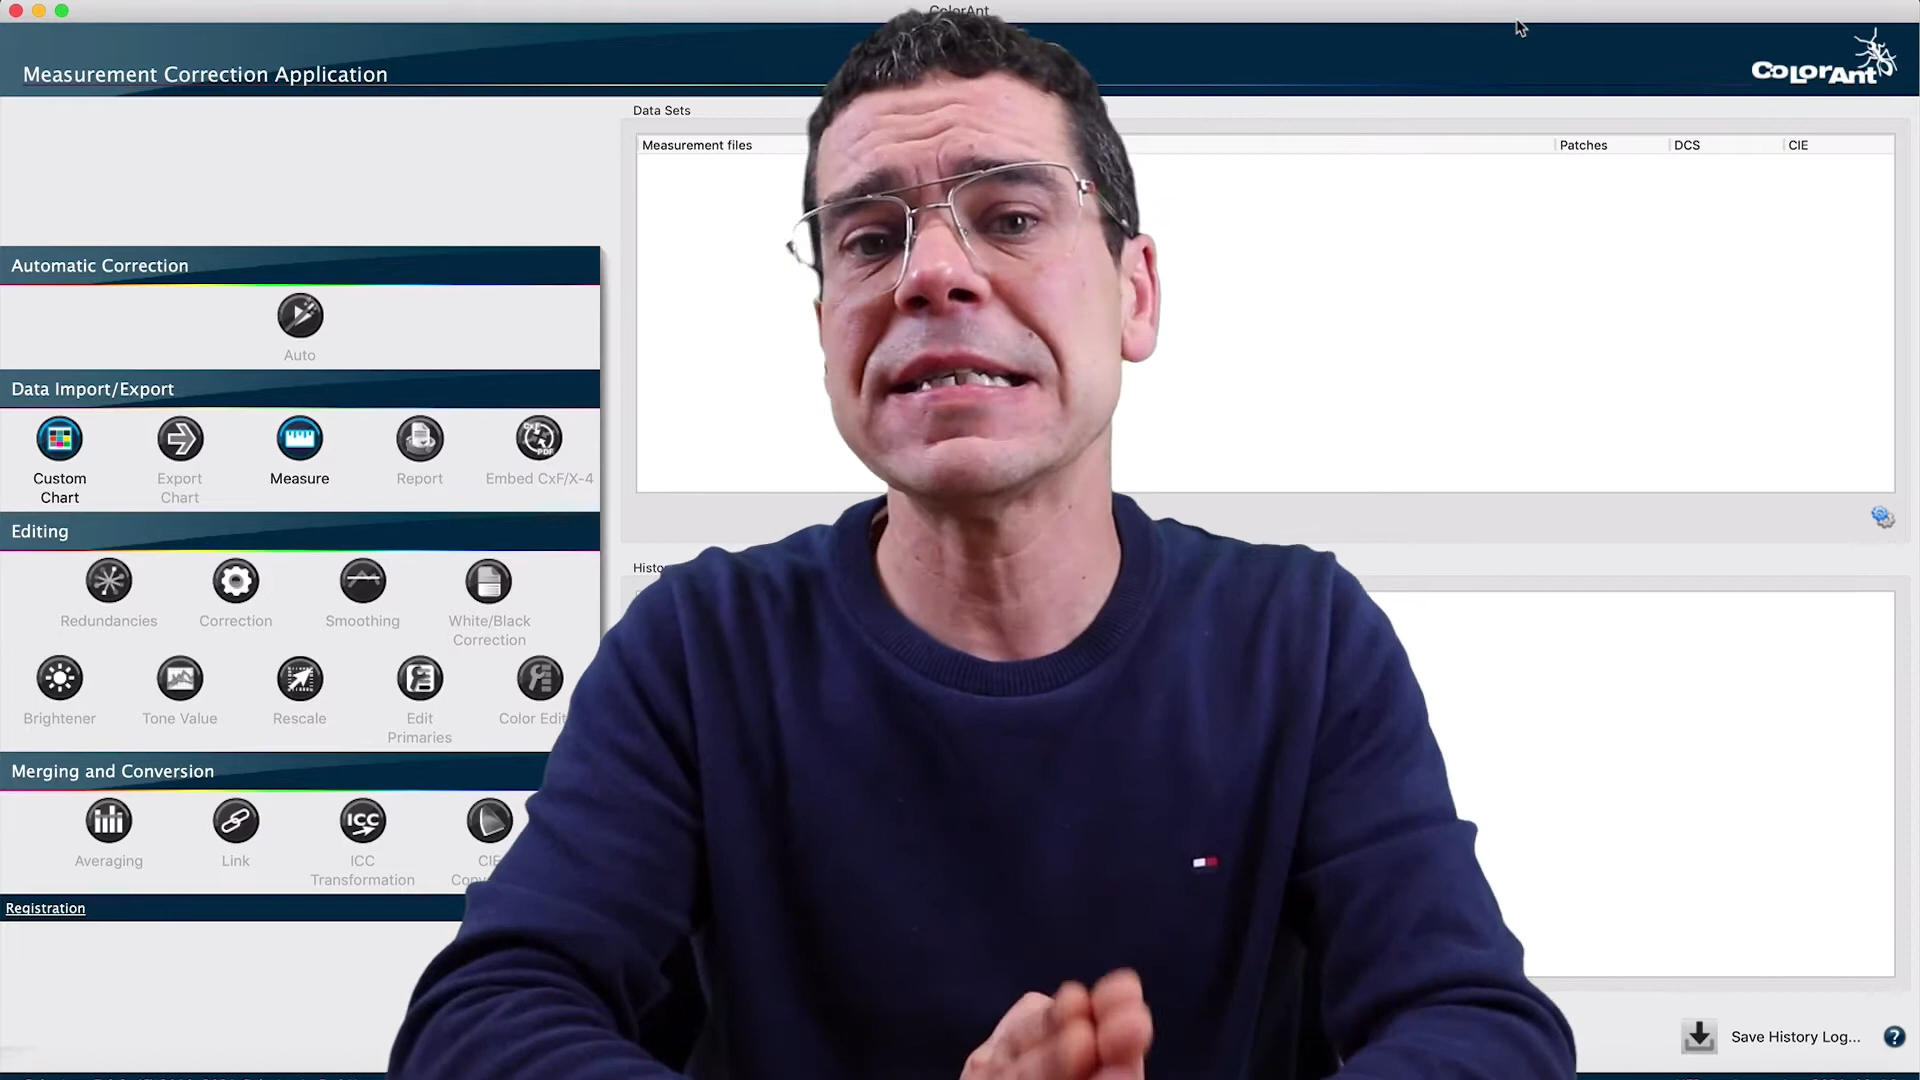 ColorAnt
Measurement Correction Application
ColorAnt
Data Sets
Measurement files
Patches
DCS
CIE
Automatic Correction
Auto
Data Import/Export
Custom
Chart
Export
Chart
Measure
Report
Embed CxF/X-4
Editing
Redundancies
Correction
Smoothing
White/Black
Correction
Brightener
Tone Value
Rescale
Edit
Primaries
Color Edit
Merging and Conversion
Averaging
Link
ICC
ICC
Transformation
CIE
Registration
Save History Log...
?